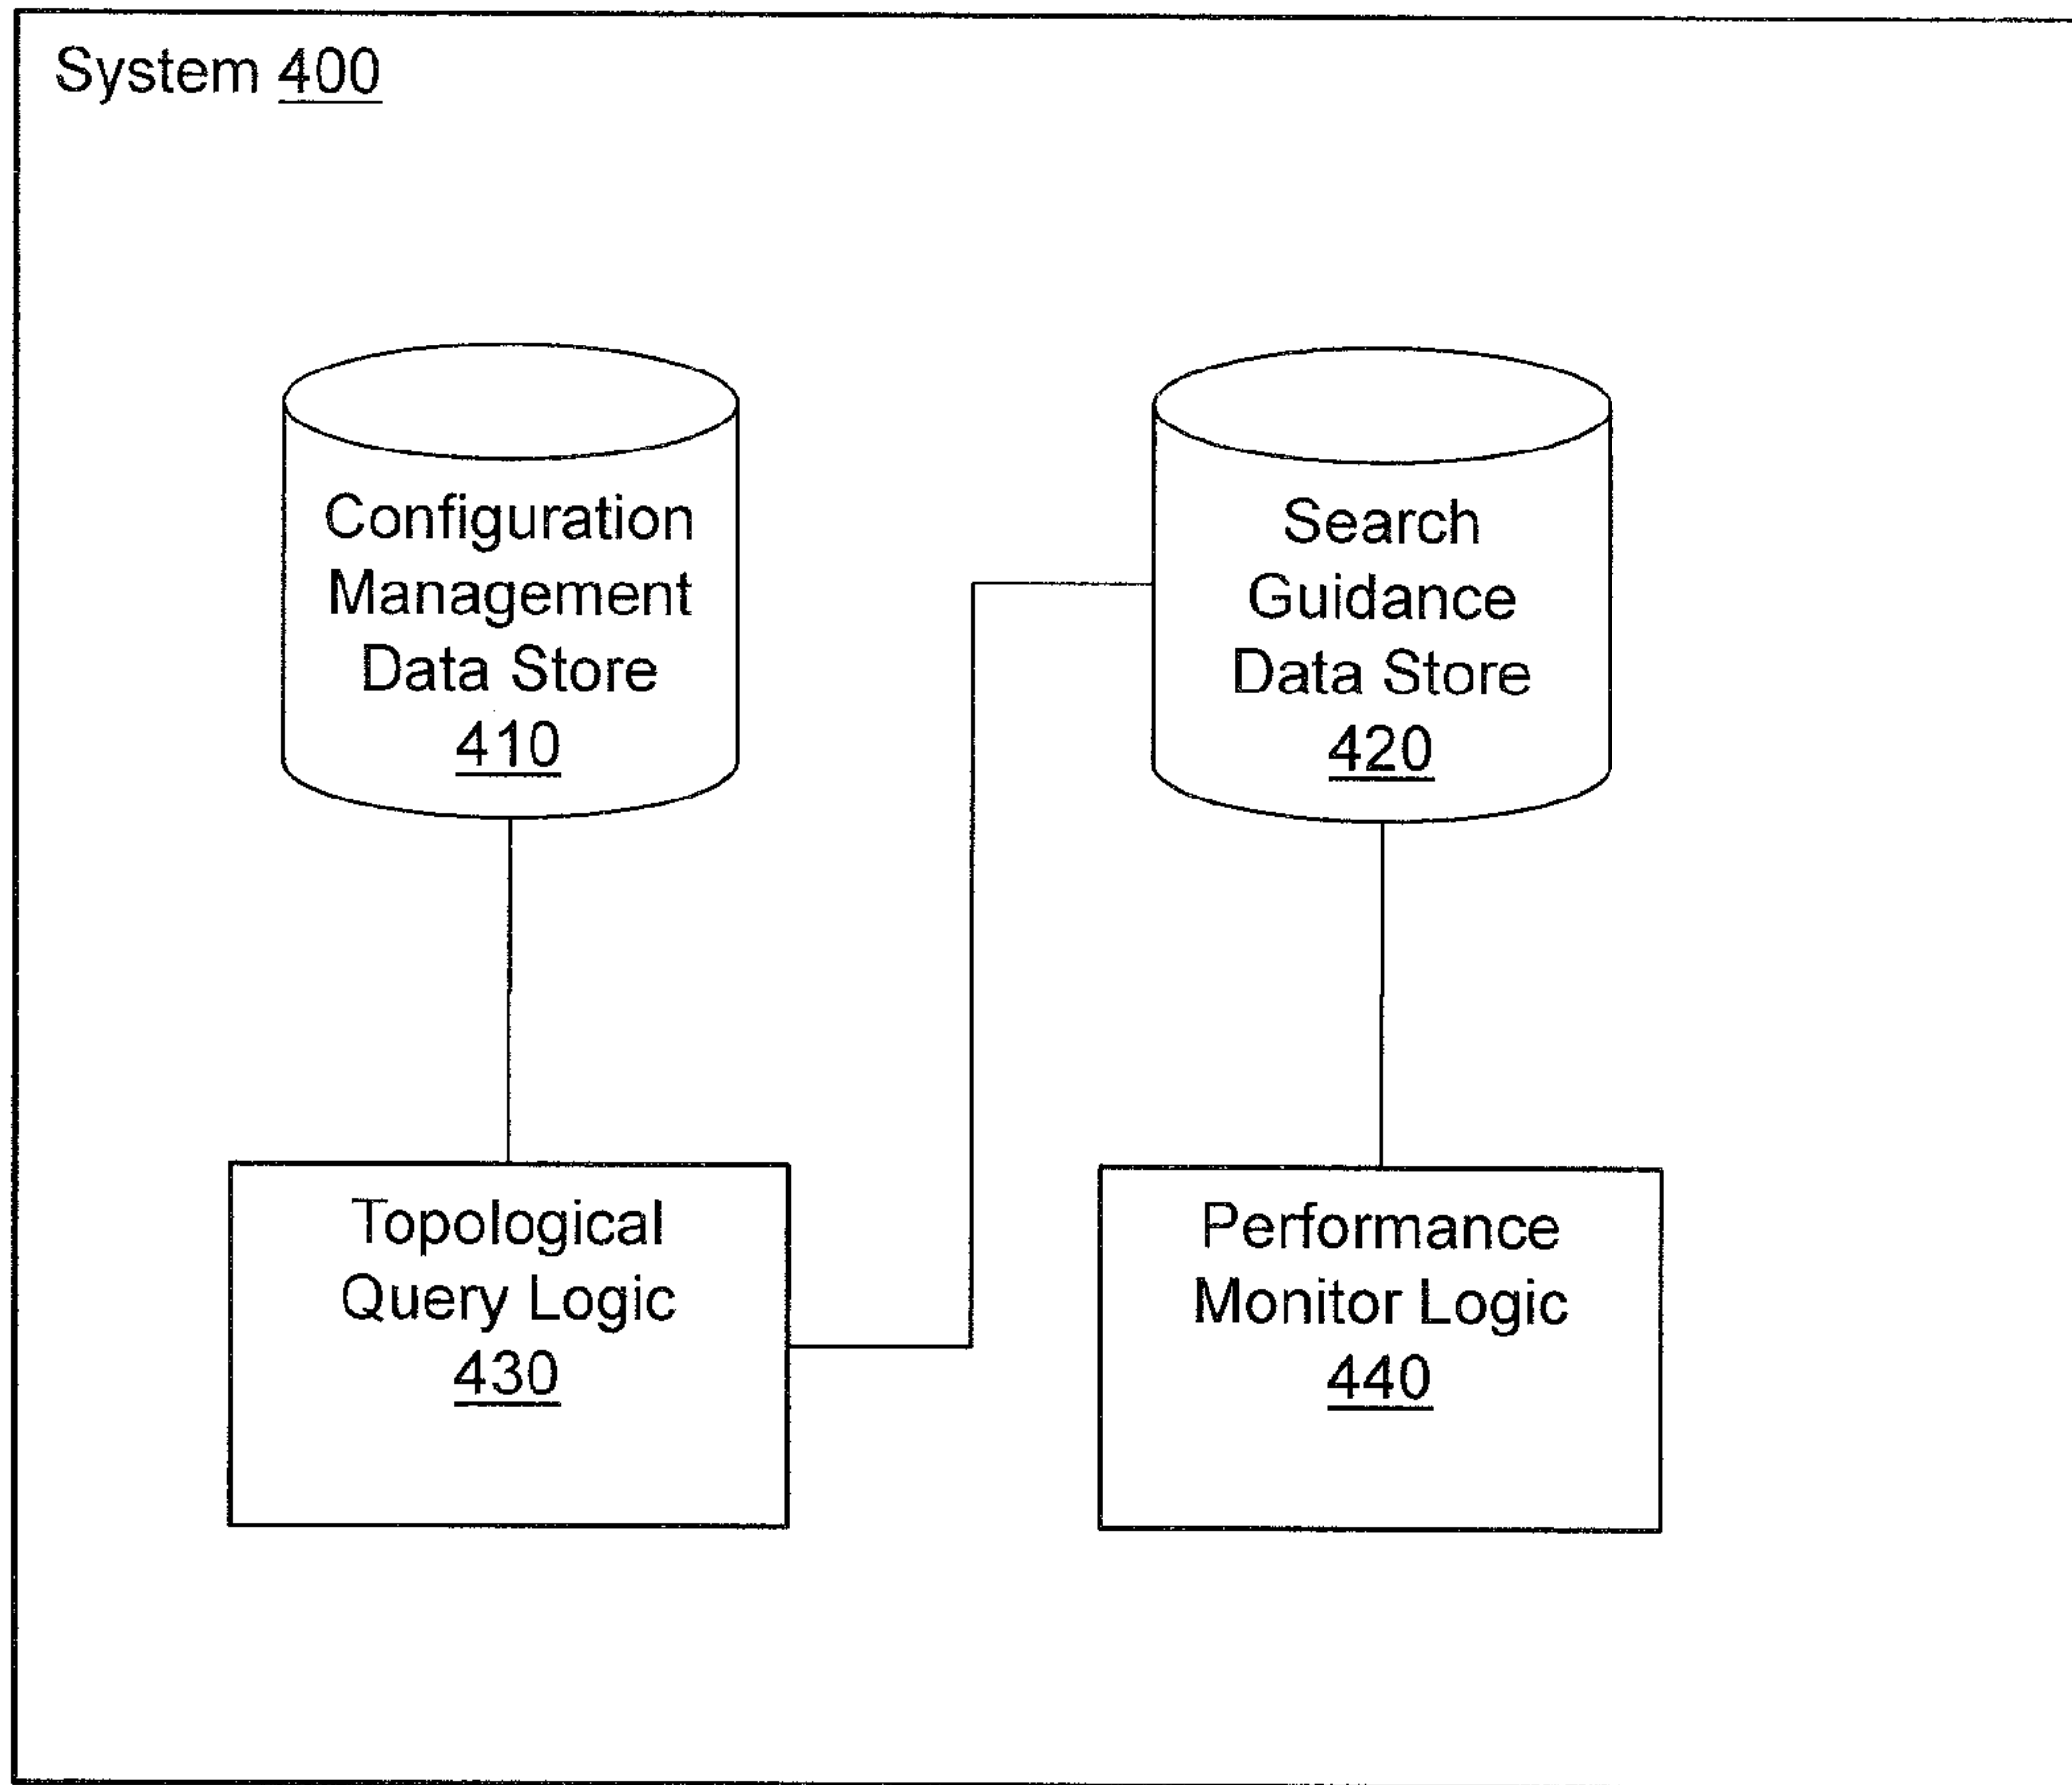 System 400
Configuration
Management
Data Store
410
Search
Guidance
Data Store
420
Topological
Query Logic
430
Performance
Monitor Logic
440